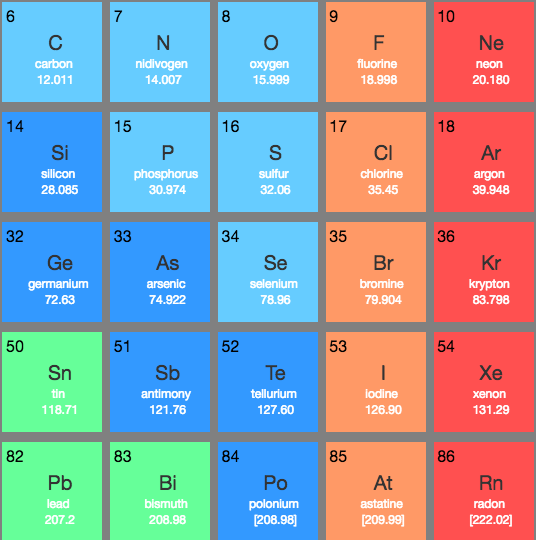 6 7 8 9 10
C N O F Ne
carbon nidivogen oxygen fluorine neon
12.011 14.007 15.999 18.998 20.180
14 15 16 17 18
Si P S Cl Ar
silicon phosphorus sulfur chlorine argon
28.085 30.974 32.06 35.45 39.948
32 33 34 35 36
Ge As Se Br Kr
germanium arsenic selenium bromine krypton
72.63 74.922 78.96 79.904 83.798
50 51 52 53 54
Sn Sb Te I Xe
tin antimony tellurium iodine xenon
118.71 121.76 127.60 126.90 131.29
82 83 84 85 86
Pb Bi Po At Rn
lead bismuth polonium astatine radon
207.2 208.98 [208.98] [209.99] [222.02]